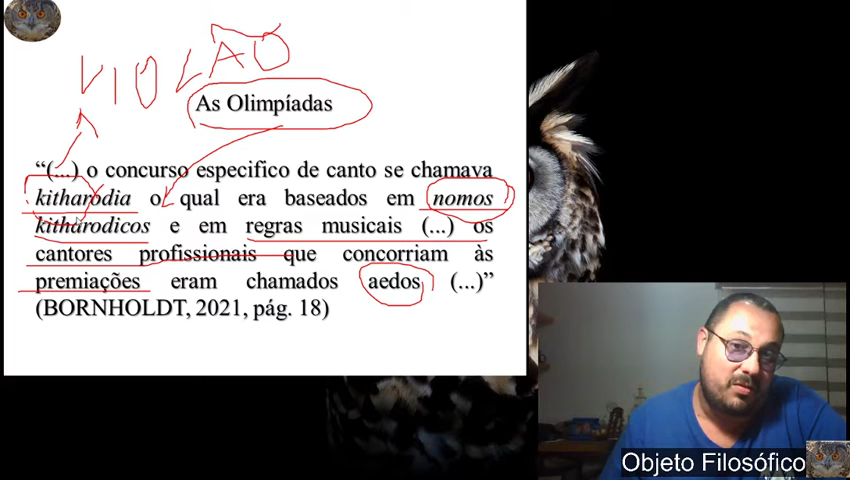 VIOLÃO
As Olimpíadas
“(...) o concurso especifico de canto se chamava
kitharodia o qual era baseados em nomos
kitharodicos e em regras musicais (...) os
cantores profissionais que concorriam às
premiações eram chamados aedos (...)”
(BORNHOLDT, 2021, pág. 18)
Objeto Filosófico